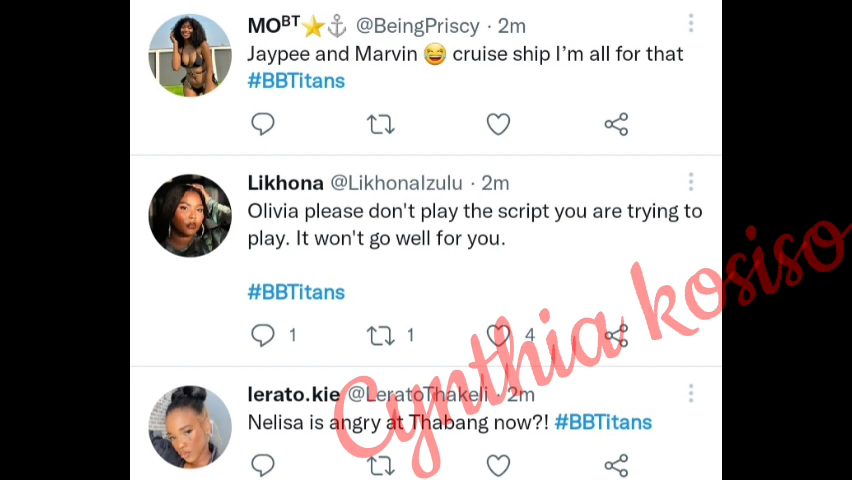 MOᴮᵀ⭐⚓ @BeingPriscy · 2m
Jaypee and Marvin 😆 cruise ship I’m all for that
#BBTitans
Likhona @LikhonaIzulu · 2m
Olivia please don't play the script you are trying to
play. It won't go well for you.
#BBTitans
1 1 4
lerato.kie @LeratoThakeli · 2m
Nelisa is angry at Thabang now?! #BBTitans
Cynthia kosiso